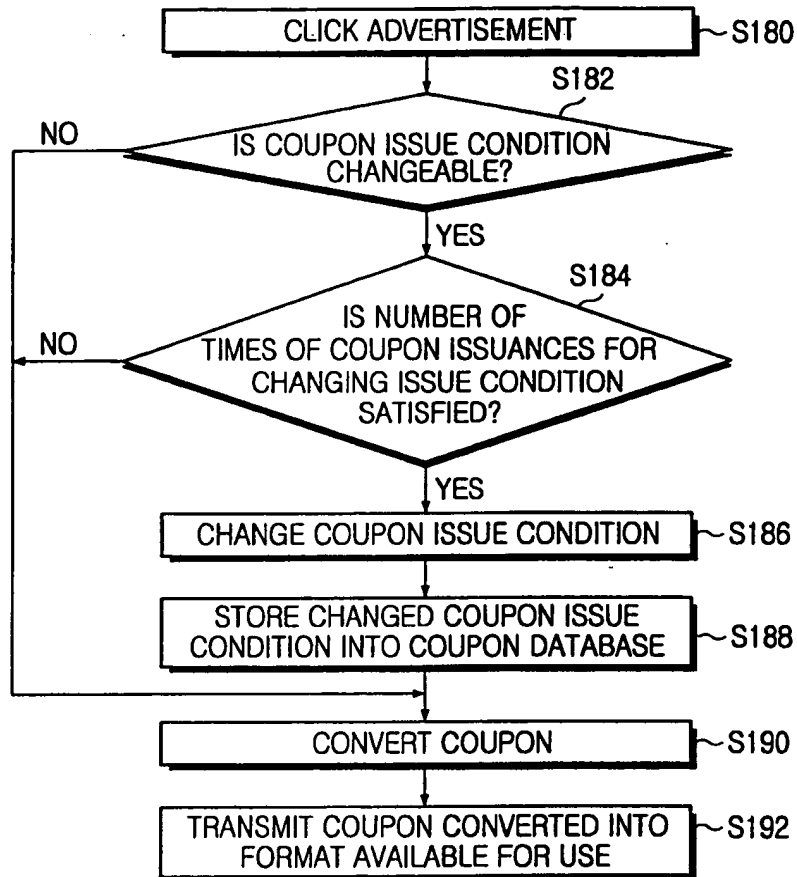 CLICK ADVERTISEMENT
S180
S182
NO
IS COUPON ISSUE CONDITION
CHANGEABLE?
YES
S184
IS NUMBER OF
NO
TIMES OF COUPON ISSUANCES FOR
CHANGING ISSUE CONDITION
SATISFIED?
YES
CHANGE COUPON ISSUE CONDITION
S186
STORE CHANGED COUPON ISSUE
CONDITION INTO COUPON DATABASE
S188
CONVERT COUPON
S190
TRANSMIT COUPON CONVERTED INTO
FORMAT AVAILABLE FOR USE
S192